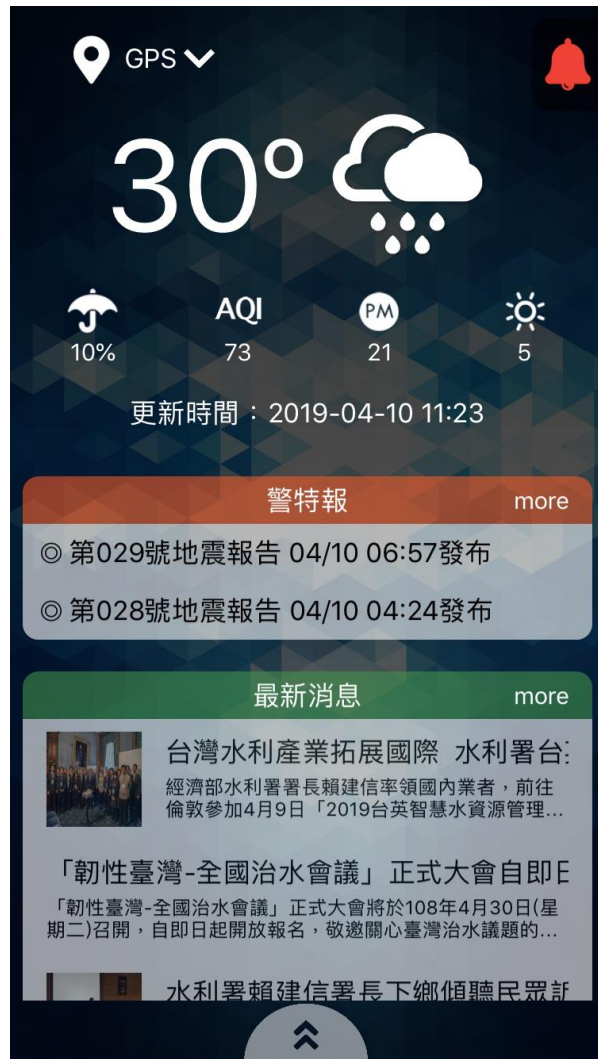 GPS
30°
10%
AQI
73
PM
21
5
更新時間：2019-04-10 11:23
警特報 more
◎ 第029號地震報告 04/10 06:57發布
◎ 第028號地震報告 04/10 04:24發布
最新消息 more
台灣水利產業拓展國際 水利署台
經濟部水利署署長賴建信率領國內業者，前往
倫敦參加4月9日「2019台英智慧水資源管理...
「韌性臺灣-全國治水會議」正式大會自即日
「韌性臺灣-全國治水會議」正式大會將於108年4月30日(星
期二)召開，自即日起開放報名，敬邀關心臺灣治水議題的...
水利署賴建信署長下鄉傾聽民眾